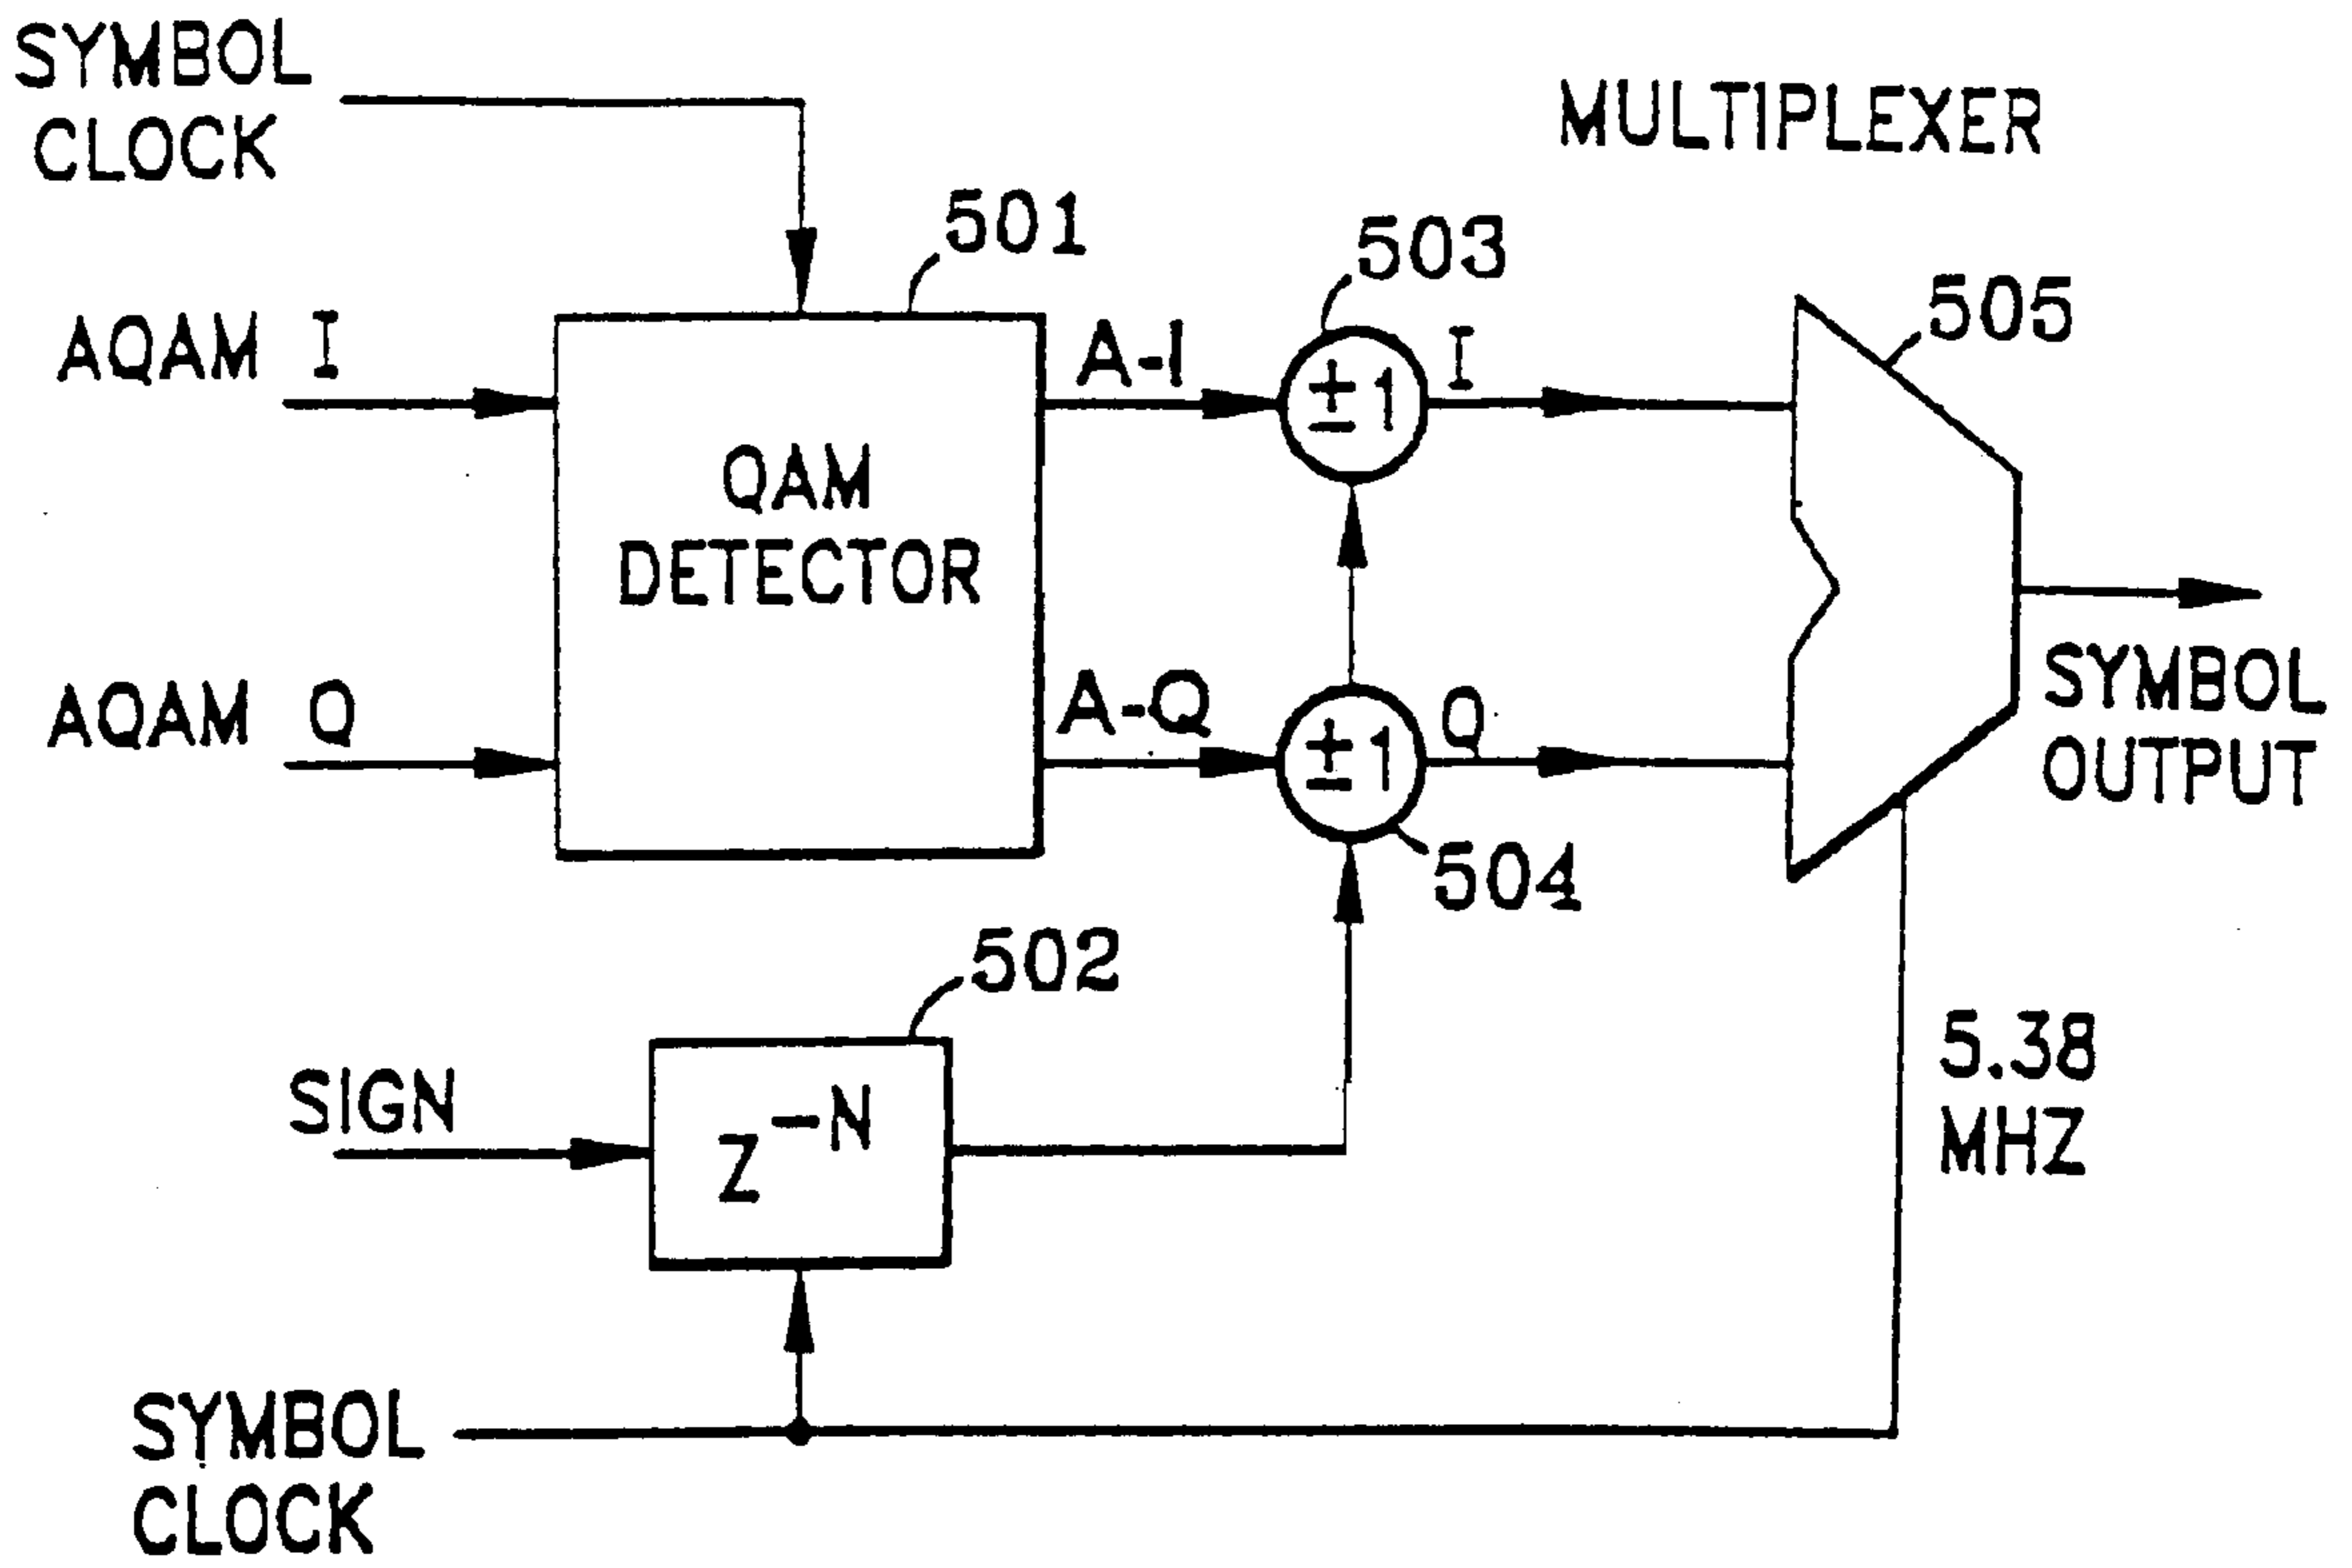 SYMBOL
CLOCK
MULTIPLEXER
501
503
505
AQAM I
A-I
±1
I
QAM
DETECTOR
AQAM Q
A-Q
±1
Q
SYMBOL
OUTPUT
504
502
SIGN
Z-N
5.38
MHZ
SYMBOL
CLOCK